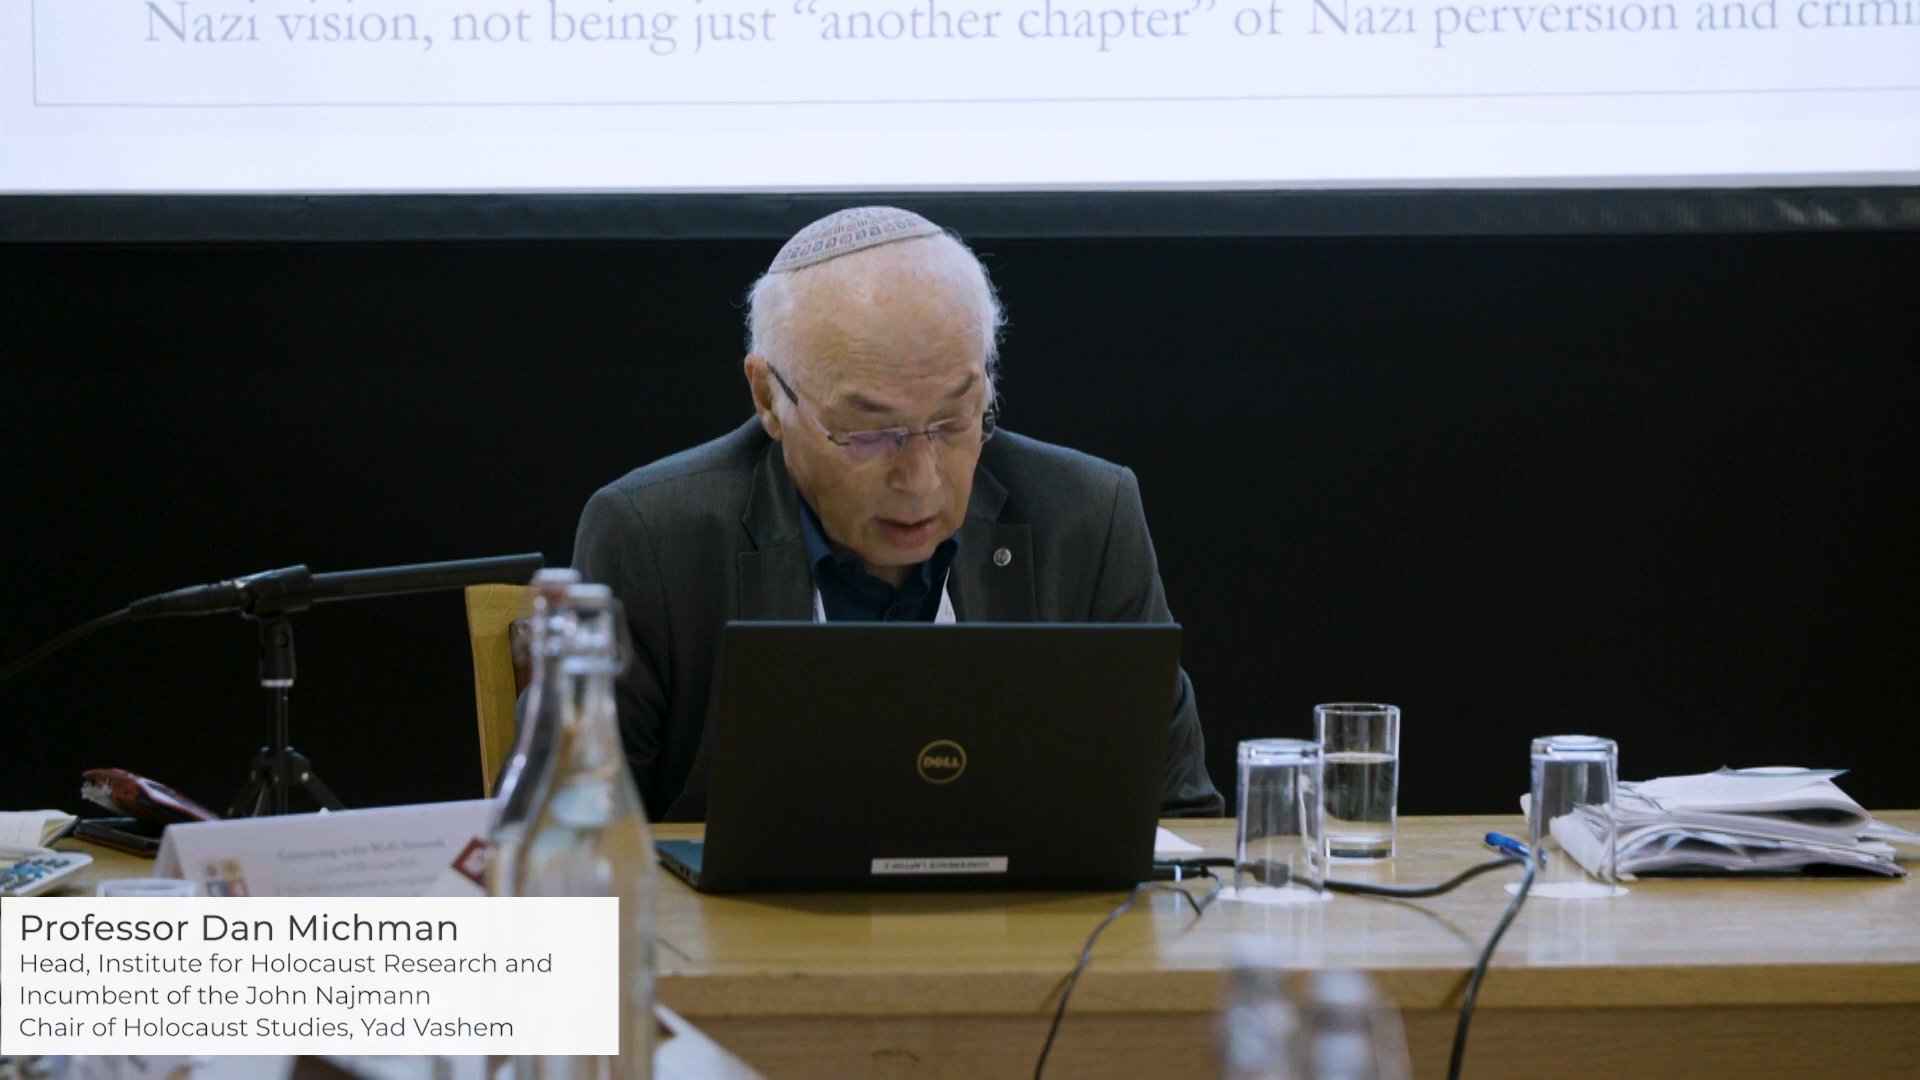 Nazi vision, not being just “another chapter” of Nazi perversion and crimi
DELL
Professor Dan Michman
Head, Institute for Holocaust Research and
Incumbent of the John Najmann
Chair of Holocaust Studies, Yad Vashem